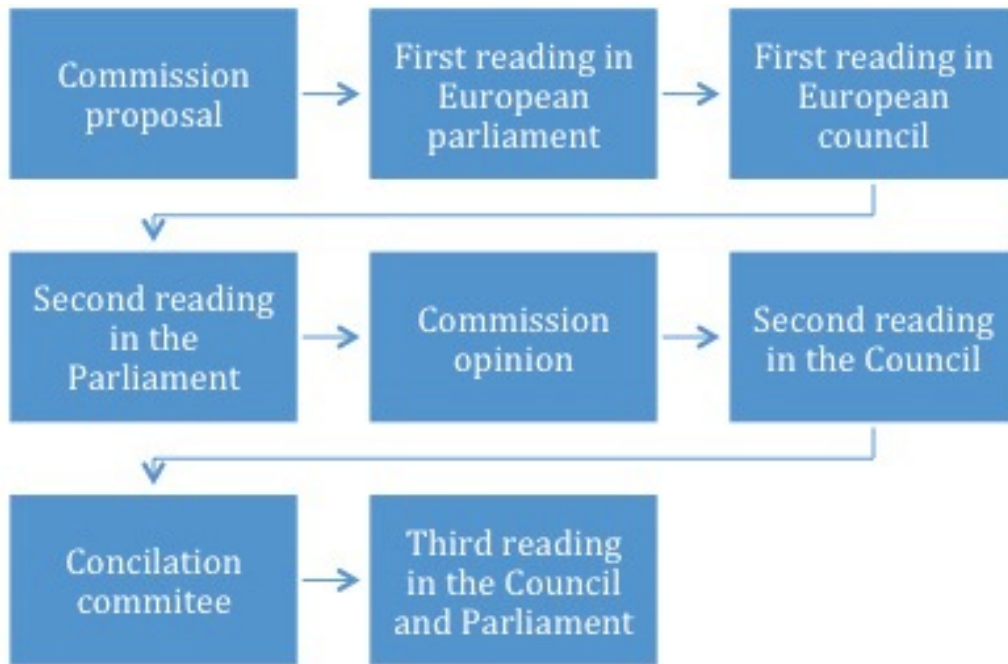 Commission
proposal
First reading in
European
parliament
First reading in
European
council
Second reading
in the
Parliament
Commission
opinion
Second reading
in the Council
Concilation
commitee
Third reading
in the Council
and Parliament